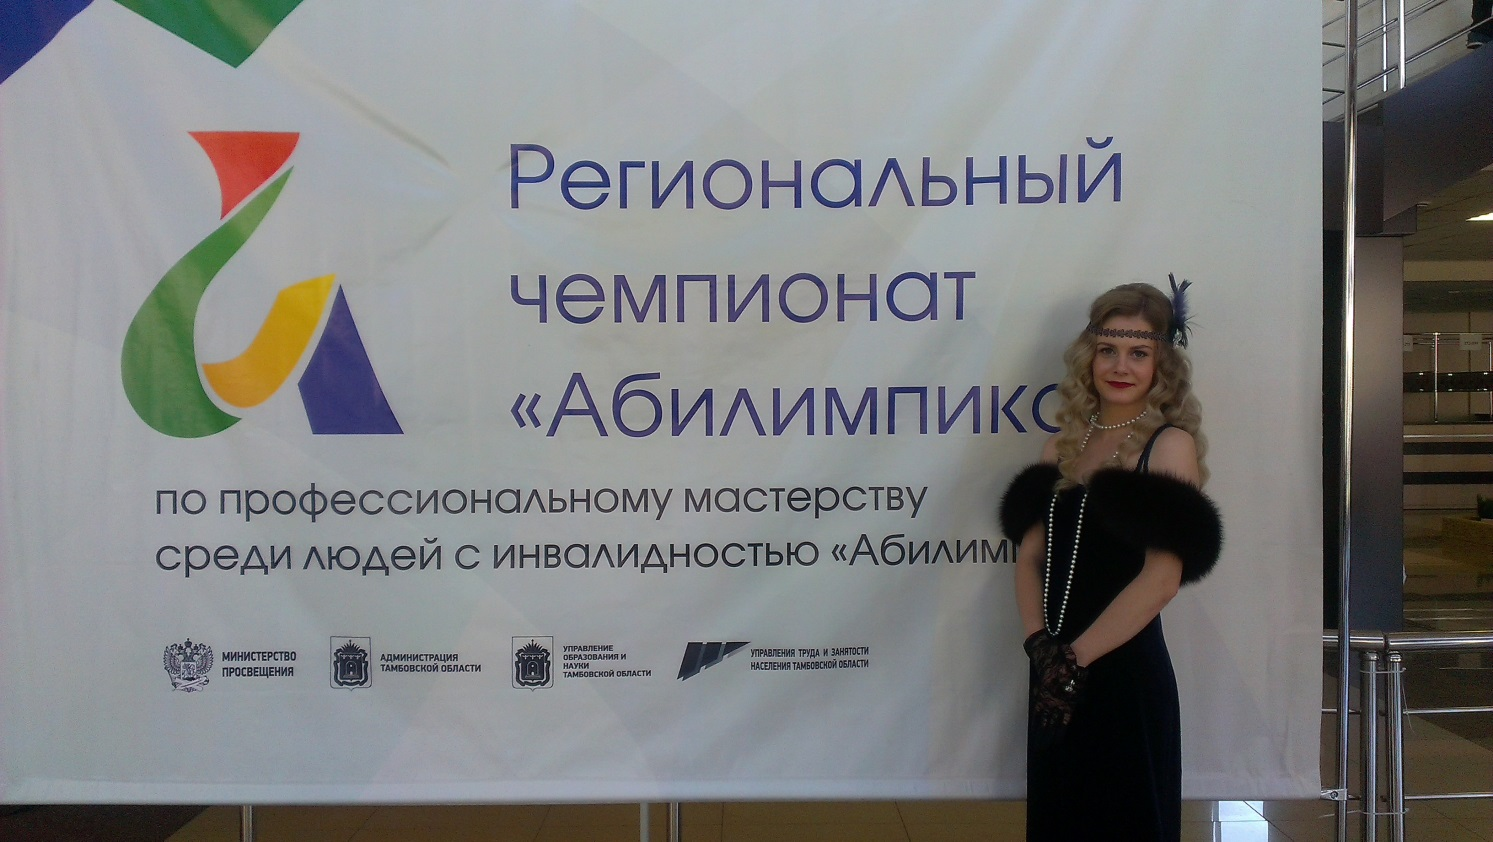 Региональный
чемпионат
«Абилимпикс
по профессиональному мастерству
среди людей с инвалидностью «Абилимп
МИНИСТЕРСТВО
ПРОСВЕЩЕНИЯ
АДМИНИСТРАЦИЯ
ТАМБОВСКОЙ ОБЛАСТИ
УПРАВЛЕНИЕ
ОБРАЗОВАНИЯ И
НАУКИ
ТАМБОВСКОЙ ОБЛАСТИ
УПРАВЛЕНИЯ ТРУДА И ЗАНЯТОСТИ
НАСЕЛЕНИЯ ТАМБОВСКОЙ ОБЛАСТИ